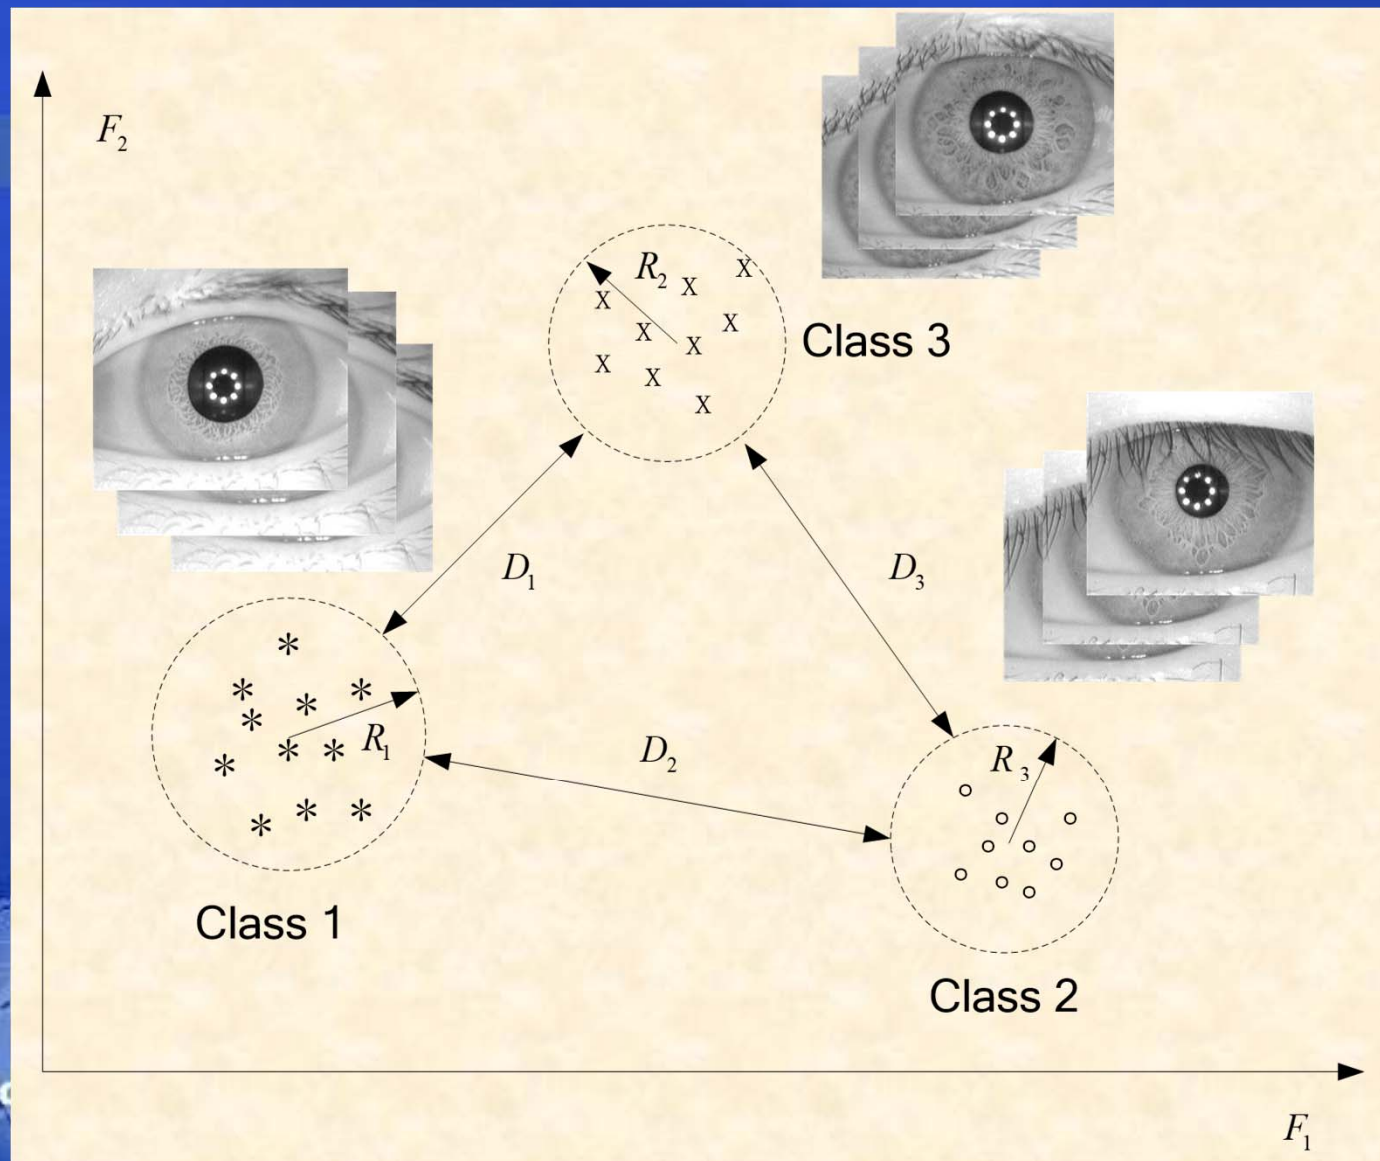 F₂
R₂
X X X X X X X X X
Class 3
D₁
D₃
* * * * * * * * * * *
R₁
D₂
R₃
Class 1
Class 2
F₁